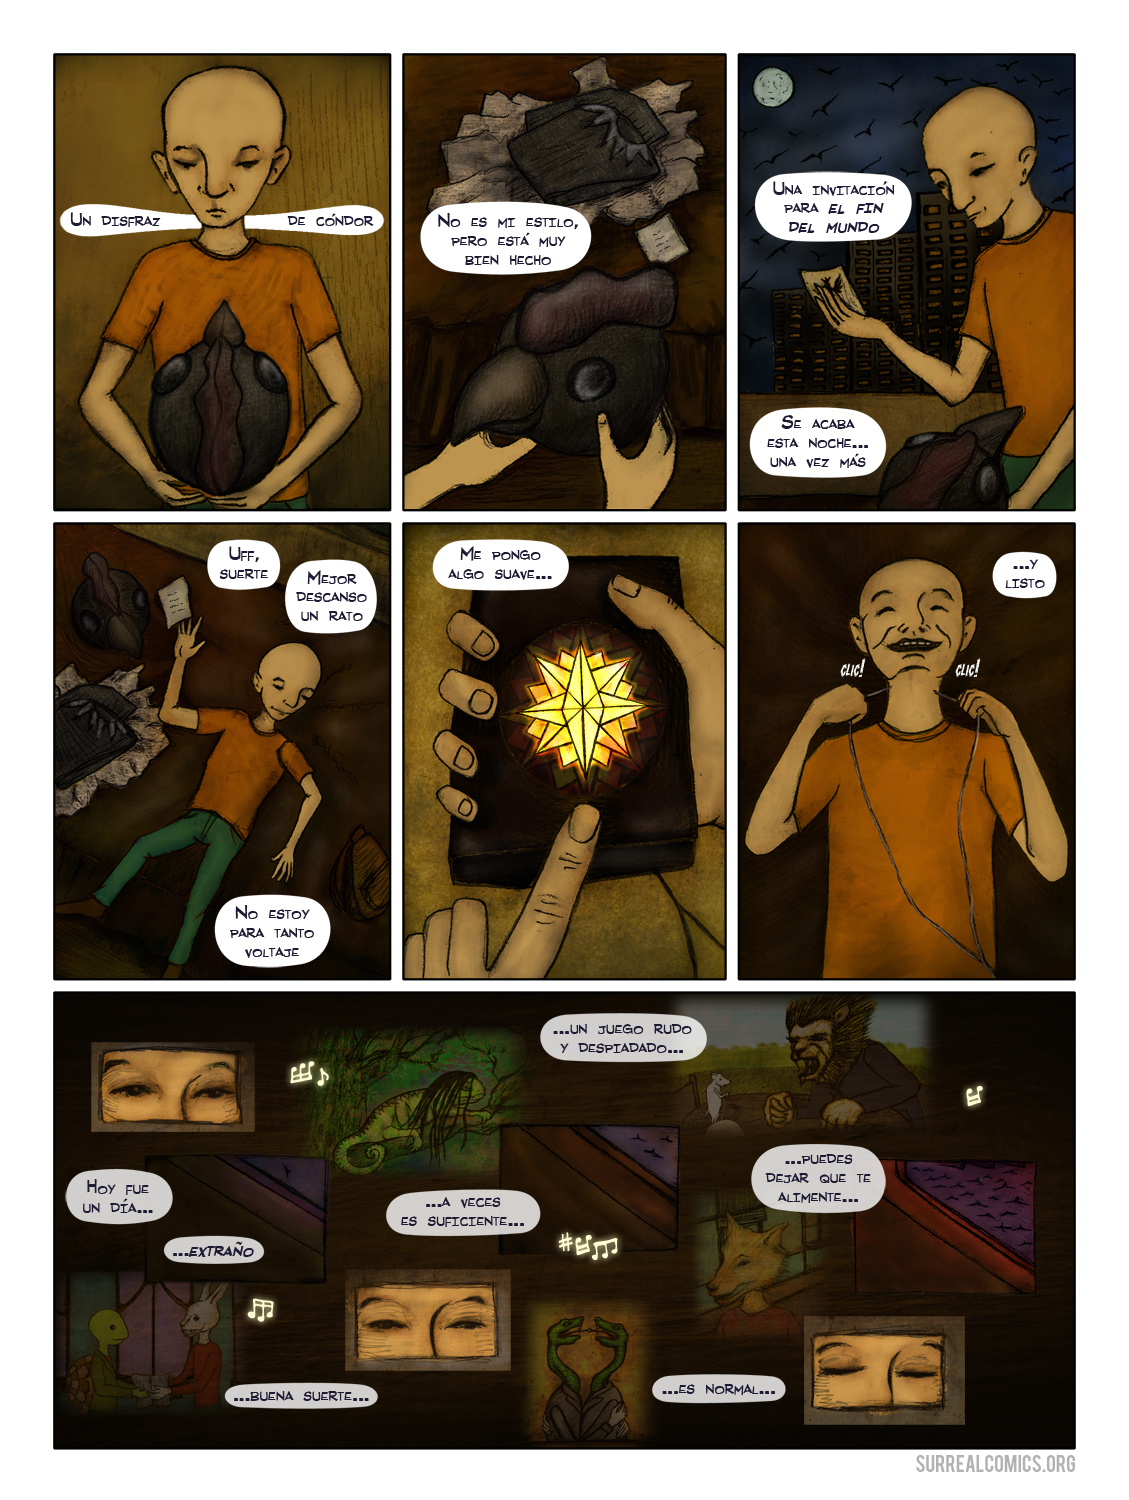 Un disfraz
de cóndor
No es mi estilo,
pero está muy
bien hecho
Una invitación
para el fin
del mundo
Se acaba
esta noche...
una vez más
Uff,
suerte
Mejor
descanso
un rato
No estoy
para tanto
voltaje
Me pongo
algo suave...
...y
listo
clic!
clic!
...un juego rudo
y despiadado...
Hoy fue
un día...
...extraño
...a veces
es suficiente...
...puedes
dejar que te
alimente...
...buena suerte...
...es normal...
SURREALCOMICS.ORG